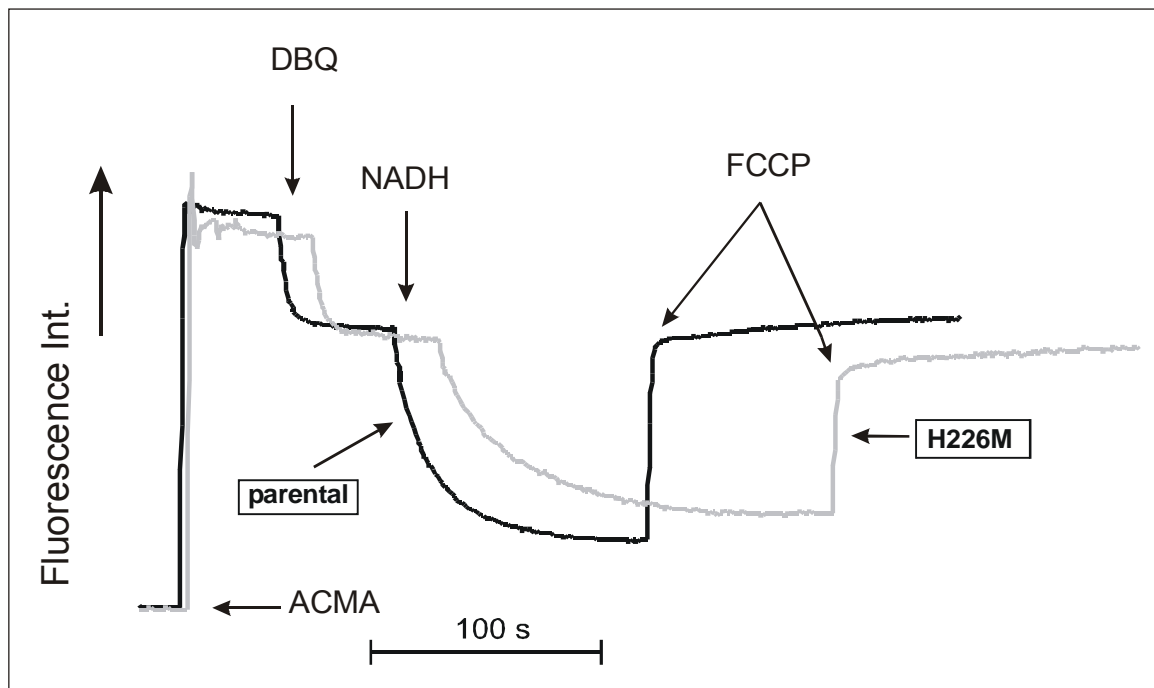 DBQ
NADH
FCCP
Fluorescence Int.
H226M
parental
ACMA
100 s